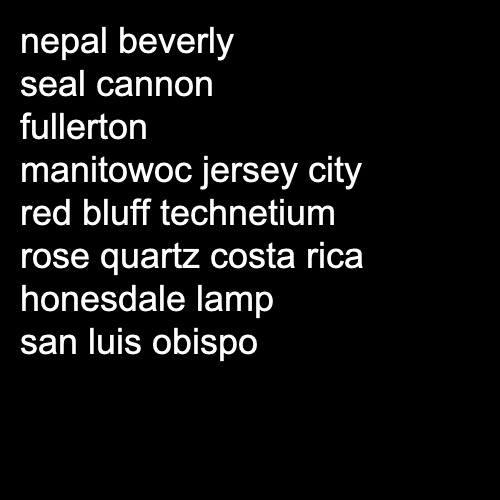 nepal beverly
seal cannon
fullerton
manitowoc jersey city
red bluff technetium
rose quartz costa rica
honesdale lamp
san luis obispo